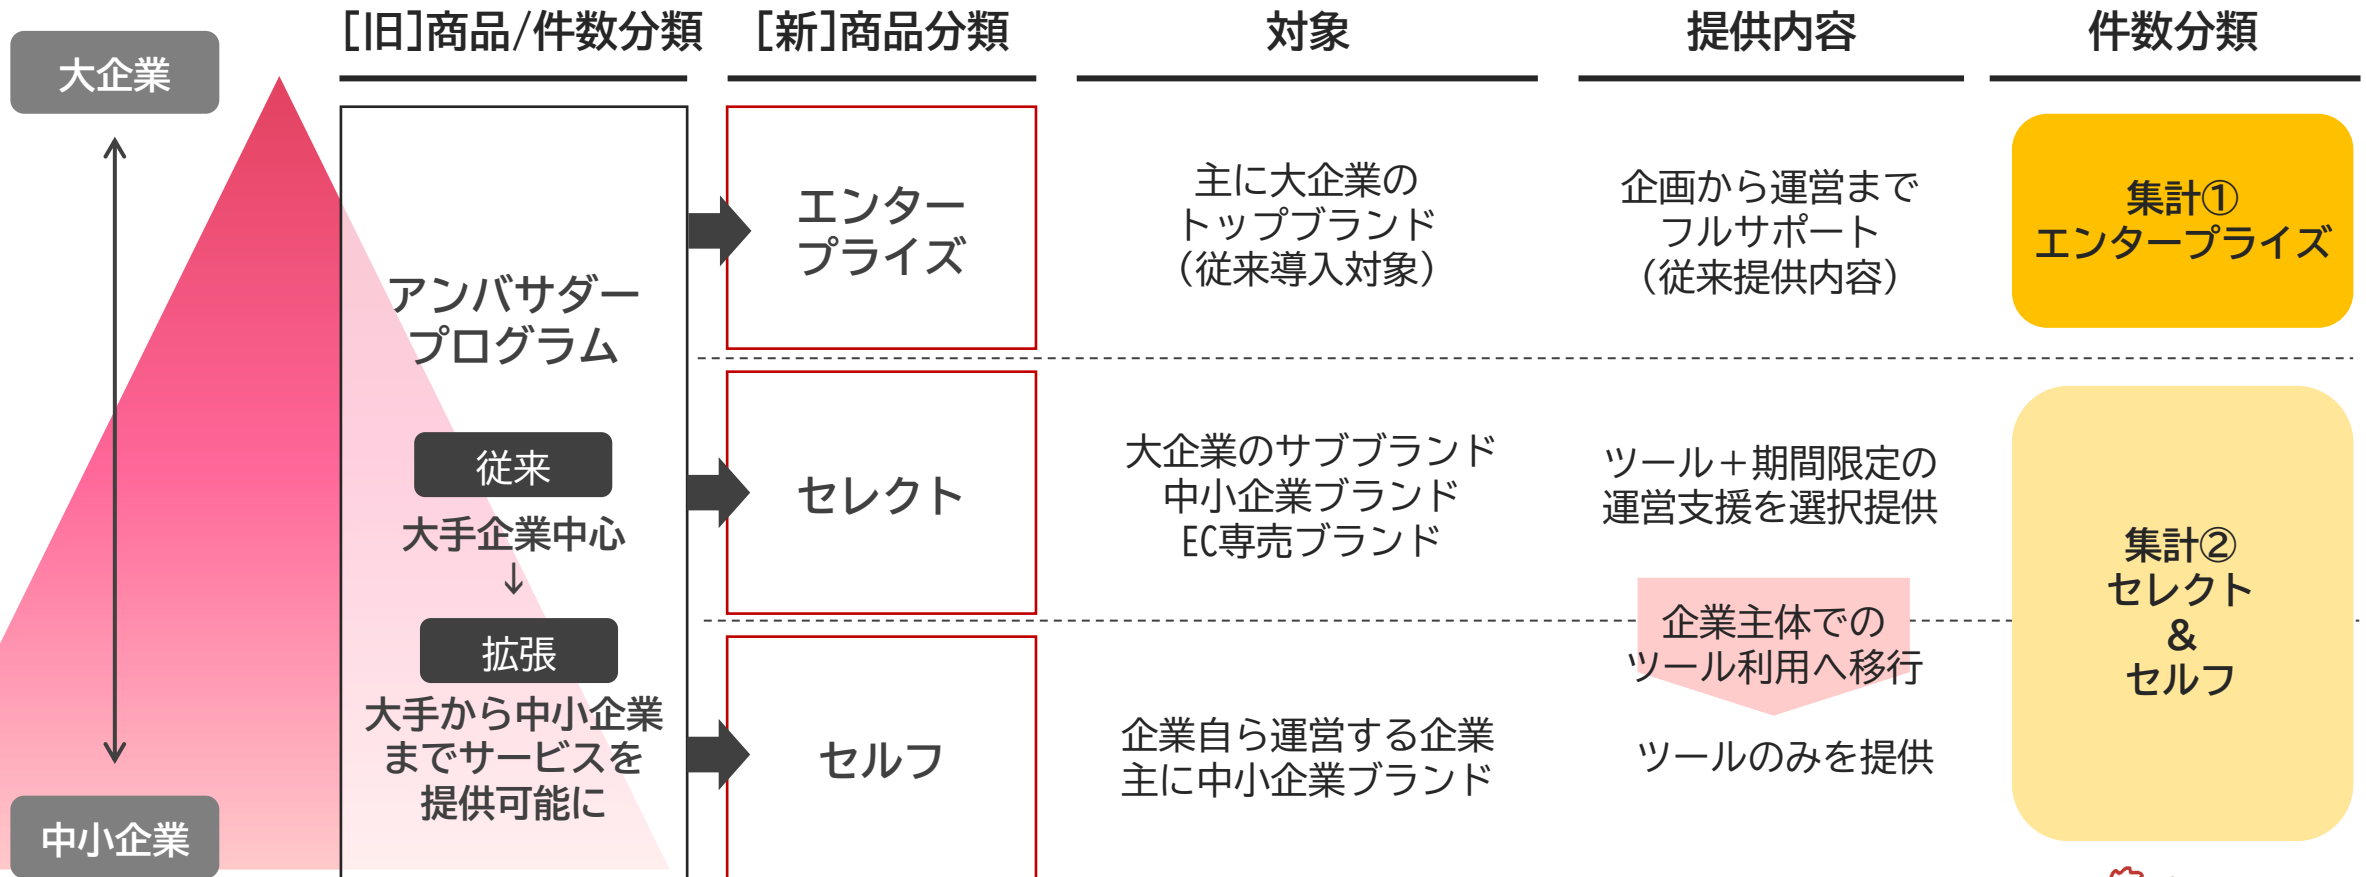 [旧]商品/件数分類
[新]商品分類
対象
提供内容
件数分類
大企業
中小企業
アンバサダー
プログラム
従来
大手企業中心
↓
拡張
大手から中小企業
までサービスを
提供可能に
エンター
プライズ
主に大企業の
トップブランド
（従来導入対象）
企画から運営まで
フルサポート
（従来提供内容）
集計①
エンタープライズ
セレクト
大企業のサブブランド
中小企業ブランド
EC専売ブランド
ツール＋期間限定の
運営支援を選択提供
企業主体での
ツール利用へ移行
集計②
セレクト
&
セルフ
セルフ
企業自ら運営する企業
主に中小企業ブランド
ツールのみを提供